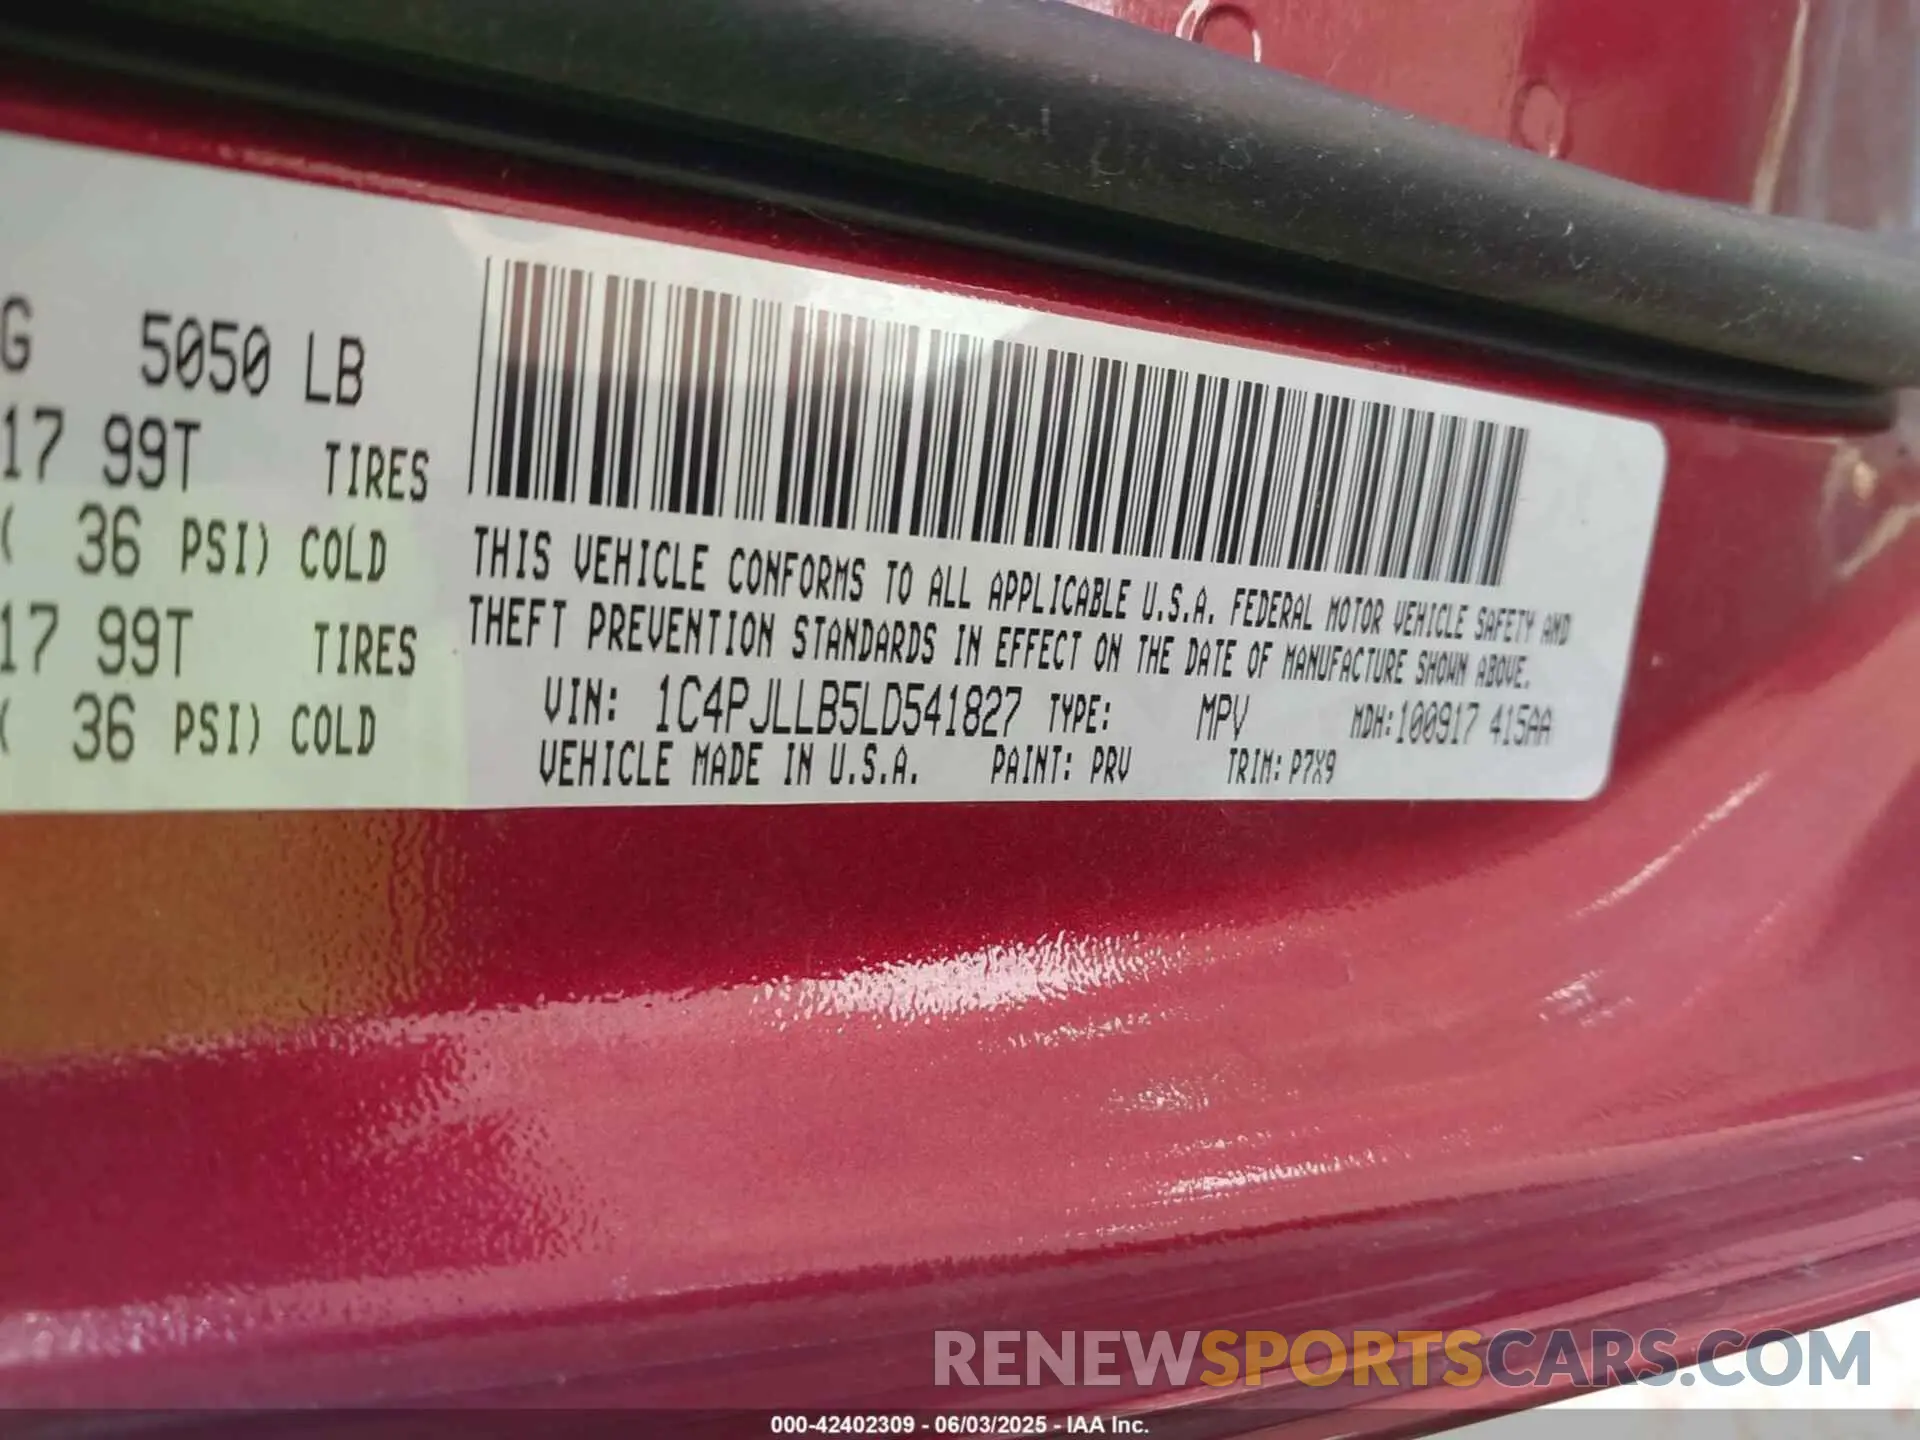 G 5050 LB
17 99T TIRES
( 36 PSI) COLD
17 99T TIRES
( 36 PSI) COLD
THIS VEHICLE CONFORMS TO ALL APPLICABLE U.S.A. FEDERAL MOTOR VEHICLE SAFETY AND
THEFT PREVENTION STANDARDS IN EFFECT ON THE DATE OF MANUFACTURE SHOWN ABOVE.
VIN: 1C4PJLLB5LD541827 TYPE: MPV MDH:100917 415AA
VEHICLE MADE IN U.S.A. PAINT: PRV TRIM: P7X9
RENEWSPORTSCARS.COM
000-42402309 - 06/03/2025 - IAA Inc.